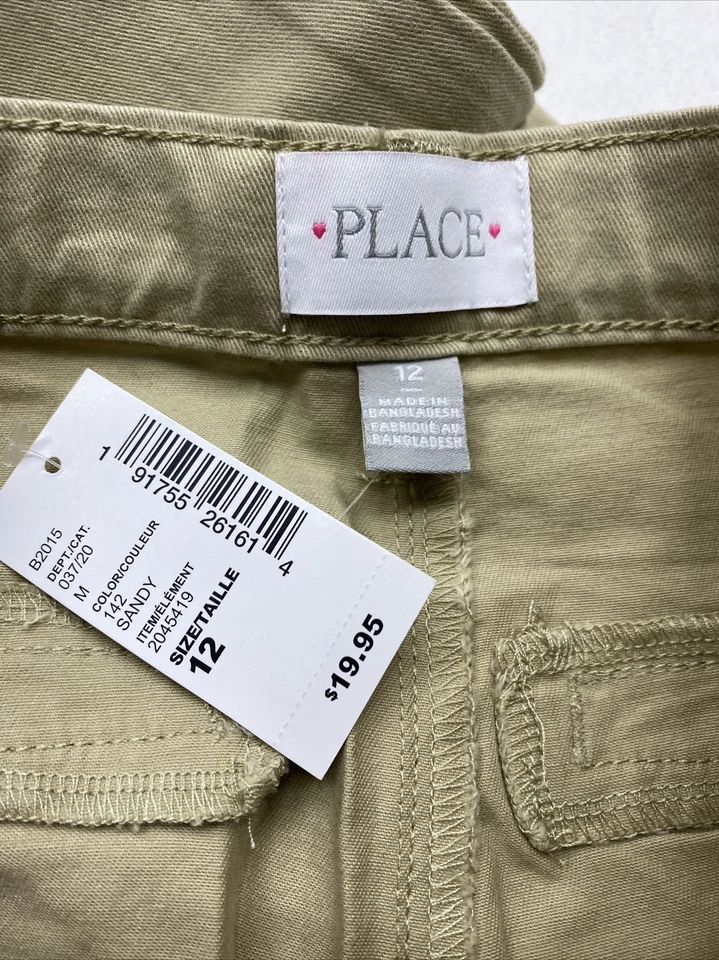 PLACE
12
MADE IN
BANGLADESH
FABRIQUÉ AU
BANGLADESH
1 91755 26161 4
B2015
DEPT./CAT.
037/20
M
COLOR/COULEUR
142
SANDY
ITEM/ÉLÉMENT
2045419
SIZE/TAILLE
12
$19.95